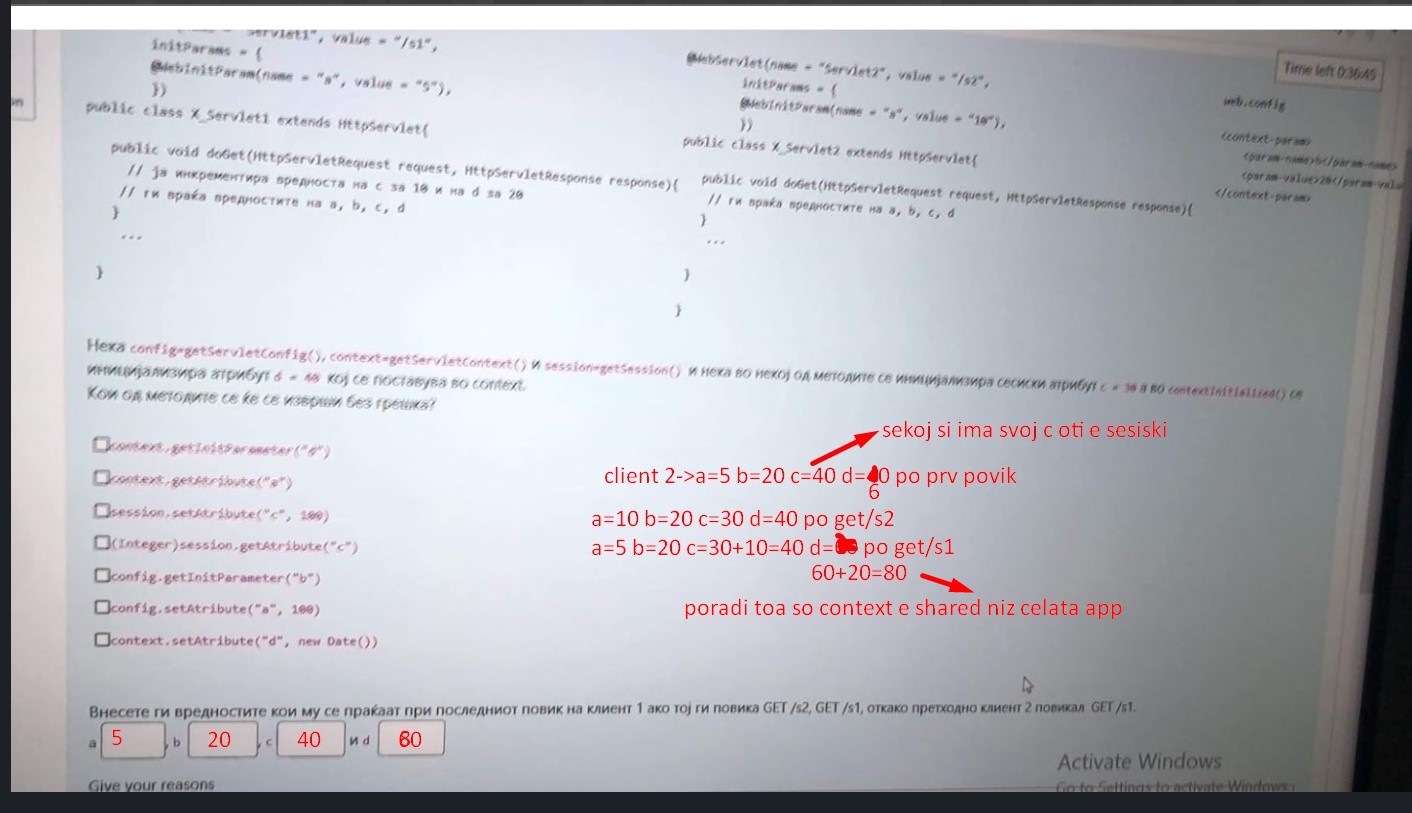 Servlet1", value = "/s1",
initParams = {
@WebInitParam(name = "a", value = "5"),
})
public class X_Servlet1 extends HttpServlet{
public void doGet(HttpServletRequest request, HttpServletResponse response){
// ја инкрементира вредноста на c за 10 и на d за 20
// ги враќа вредностите на a, b, c, d
}
...
}
@WebServlet(name = "Servlet2", value = "/s2",
initParams = {
@WebInitParam(name = "a", value = "10"),
})
public class X_Servlet2 extends HttpServlet{
public void doGet(HttpServletRequest request, HttpServletResponse response){
// ги враќа вредностите на a, b, c, d
}
...
}
}
Time left 0:36:45
web.config
<context-param>
<param-name>b</param-name>
<param-value>20</param-valu
</context-param>
Нека config=getServletConfig(), context=getServletContext() и session=getSession() и нека во некој од методите се иницијализира сесиски атрибут c = 30 а во contextInitialized() се
иницијализира атрибут d = 40 кој се поставува во context.
Кои од методите се ќе се изврши без грешка?
context.getInitParameter("d")
context.getAtribute("a")
session.setAtribute("c", 100)
(Integer)session.getAtribute("c")
config.getInitParameter("b")
config.setAtribute("a", 100)
context.setAtribute("d", new Date())
sekoj si ima svoj c oti e sesiski
client 2->a=5 b=20 c=40 d=0 po prv povik
6
a=10 b=20 c=30 d=40 po get/s2
a=5 b=20 c=30+10=40 d= po get/s1
60+20=80
poradi toa so context e shared niz celata app
Внесете ги вредностите кои му се праќаат при последниот повик на клиент 1 ако тој ги повика GET /s2, GET /s1, откако претходно клиент 2 повикал GET /s1.
a 5 , b 20 , c 40 и d 80
Give your reasons
Activate Windows
Go to Settings to activate Windows.